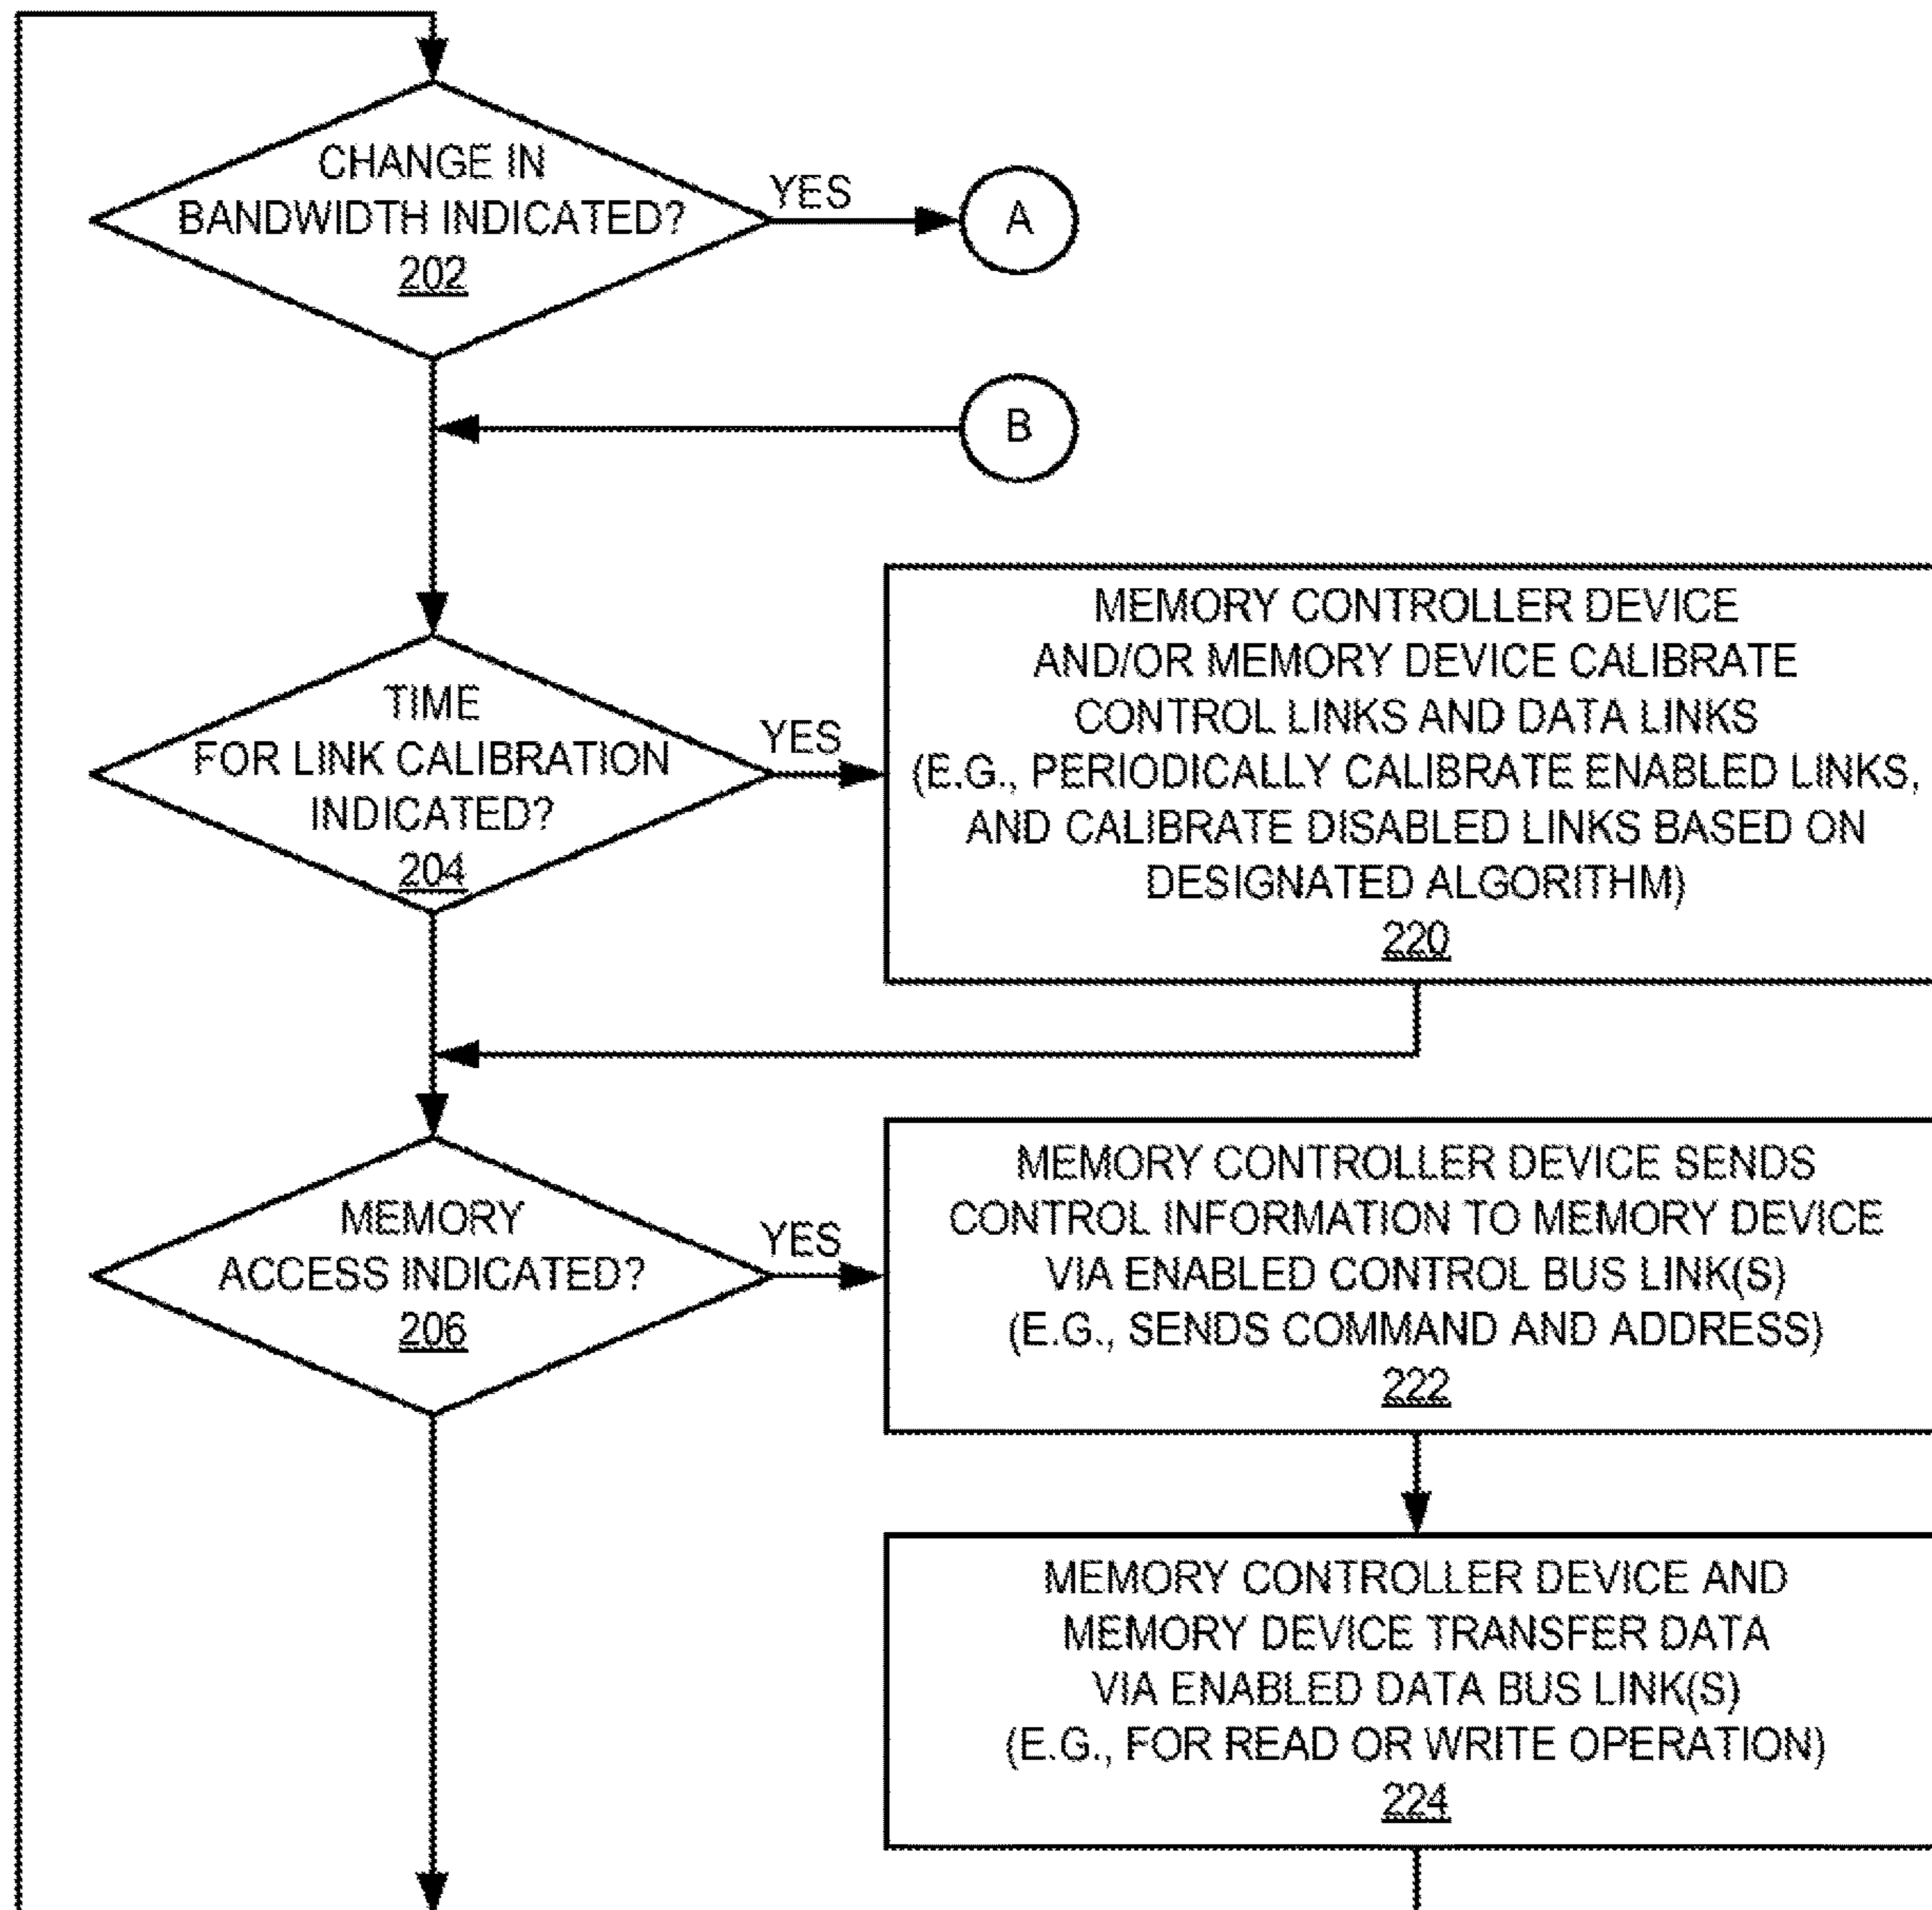 CHANGE IN
BANDWIDTH INDICATED?
202
YES
A
B
TIME
FOR LINK CALIBRATION
INDICATED?
204
YES
MEMORY CONTROLLER DEVICE
AND/OR MEMORY DEVICE CALIBRATE
CONTROL LINKS AND DATA LINKS
(E.G., PERIODICALLY CALIBRATE ENABLED LINKS,
AND CALIBRATE DISABLED LINKS BASED ON
DESIGNATED ALGORITHM)
220
MEMORY
ACCESS INDICATED?
206
YES
MEMORY CONTROLLER DEVICE SENDS
CONTROL INFORMATION TO MEMORY DEVICE
VIA ENABLED CONTROL BUS LINK(S)
(E.G., SENDS COMMAND AND ADDRESS)
222
MEMORY CONTROLLER DEVICE AND
MEMORY DEVICE TRANSFER DATA
VIA ENABLED DATA BUS LINK(S)
(E.G., FOR READ OR WRITE OPERATION)
224